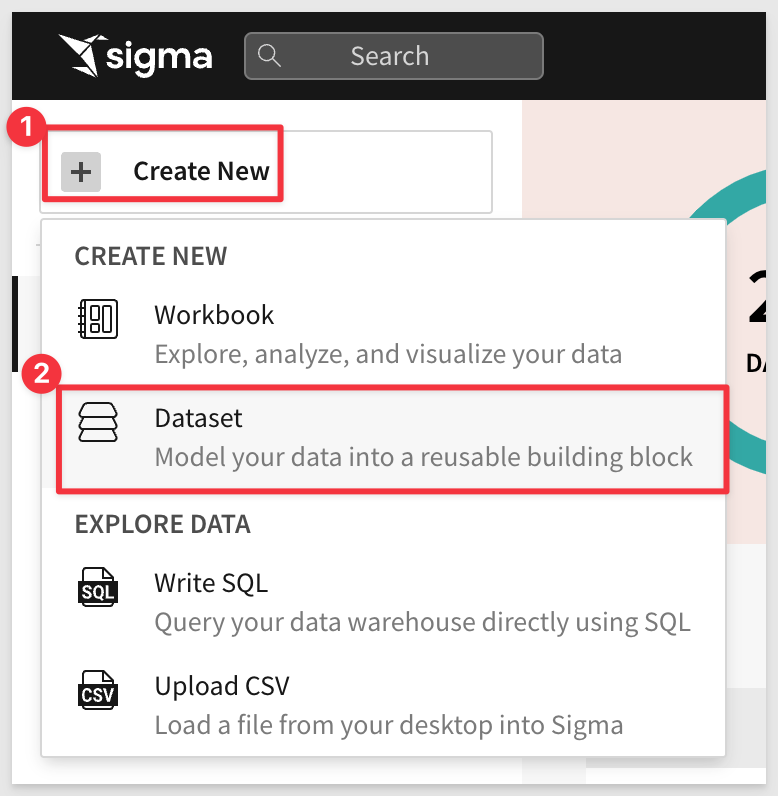 sigma
Search
1
Create New
CREATE NEW
Workbook
Explore, analyze, and visualize your data
2
Dataset
Model your data into a reusable building block
EXPLORE DATA
SQL
Write SQL
Query your data warehouse directly using SQL
CSV
Upload CSV
Load a file from your desktop into Sigma